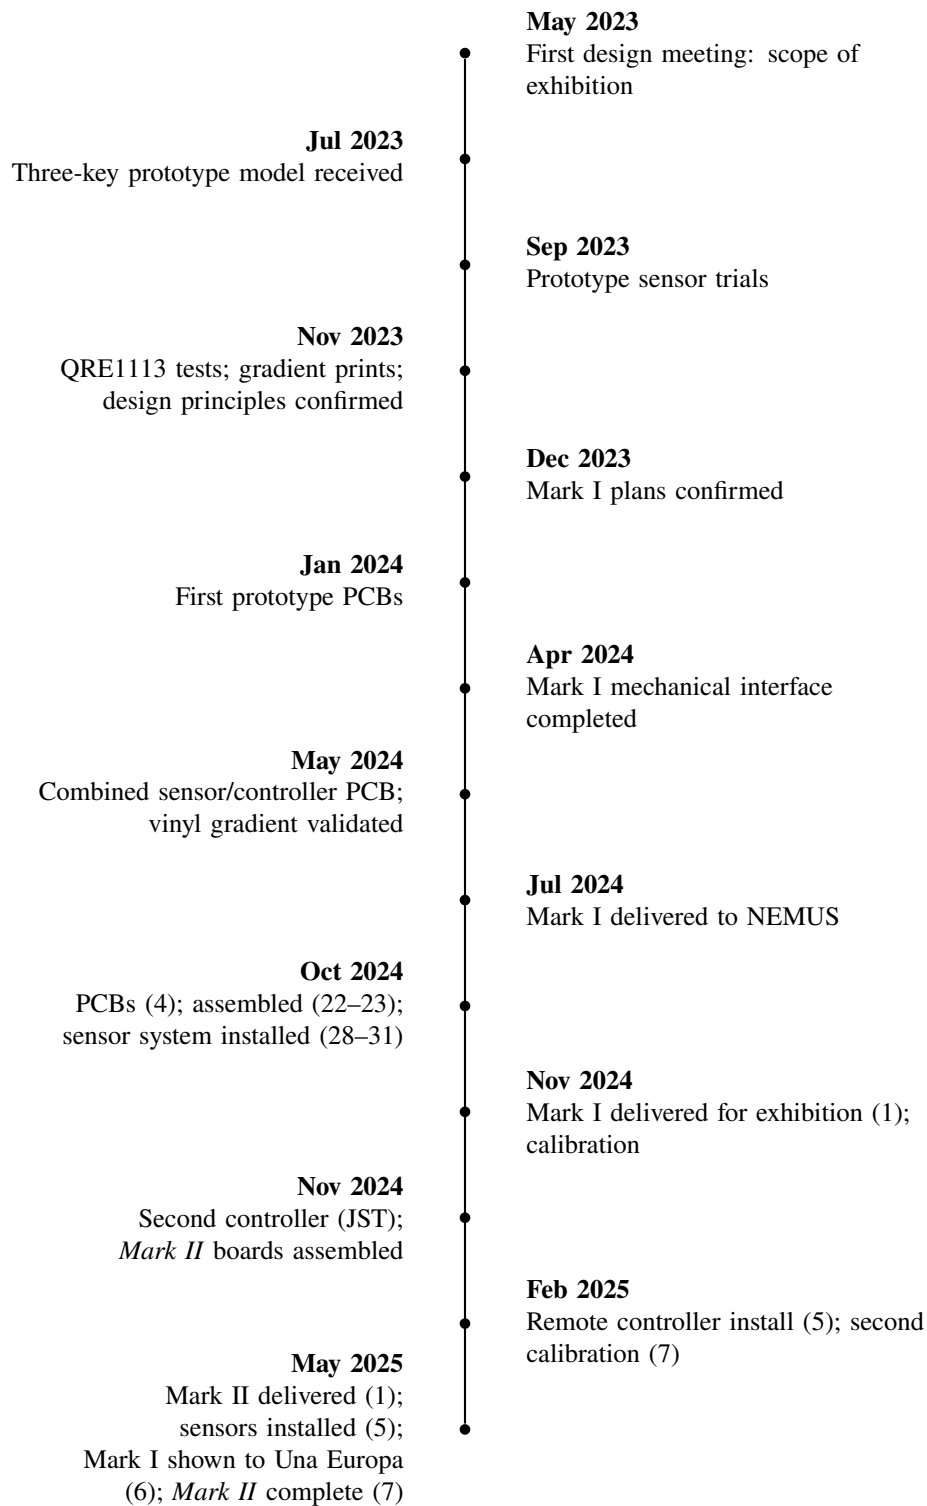 May 2023
First design meeting: scope of
exhibition
Jul 2023
Three-key prototype model received
Sep 2023
Prototype sensor trials
Nov 2023
QRE1113 tests; gradient prints;
design principles confirmed
Dec 2023
Mark I plans confirmed
Jan 2024
First prototype PCBs
Apr 2024
Mark I mechanical interface
completed
May 2024
Combined sensor/controller PCB;
vinyl gradient validated
Jul 2024
Mark I delivered to NEMUS
Oct 2024
PCBs (4); assembled (22–23);
sensor system installed (28–31)
Nov 2024
Mark I delivered for exhibition (1);
calibration
Nov 2024
Second controller (JST);
Mark II boards assembled
Feb 2025
Remote controller install (5); second
calibration (7)
May 2025
Mark II delivered (1);
sensors installed (5);
Mark I shown to Una Europa
(6); Mark II complete (7)